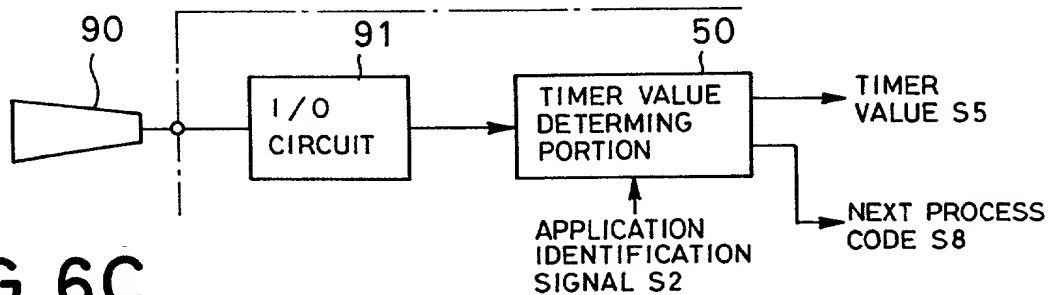 90
91
50
I/O
CIRCUIT
TIMER VALUE
DETERMING
PORTION
TIMER
VALUE S5
NEXT PROCESS
CODE S8
APPLICATION
IDENTIFICATION
SIGNAL S2
G 6C